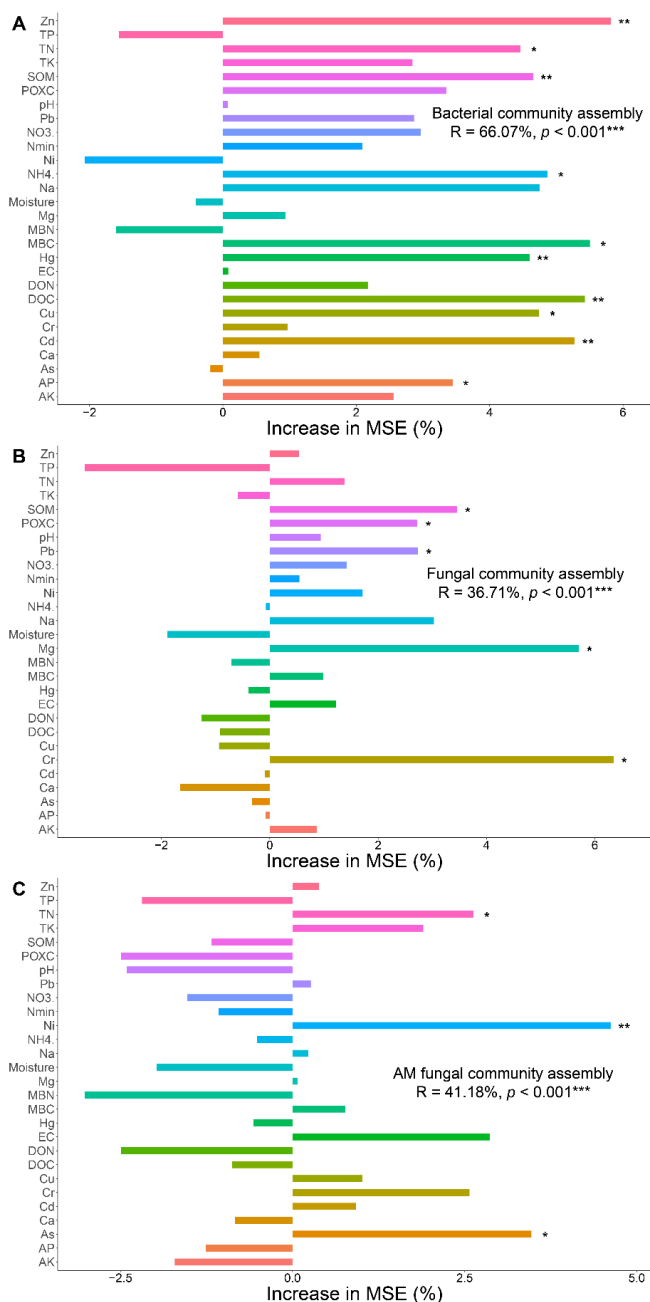 A
Zn
**
TP
TN
*
TK
SOM
**
POXC
pH
Bacterial community assembly
Pb
R = 66.07%, p < 0.001***
NO3.
Nmin
Ni
NH4.
*
Na
Moisture
Mg
MBN
MBC
*
Hg
**
EC
DON
DOC
**
Cu
*
Cr
Cd
**
Ca
As
AP
*
AK
−2 0 2 4 6
Increase in MSE (%)
B
Zn
TP
TN
TK
SOM
*
POXC
*
pH
Pb
*
NO3.
Fungal community assembly
Nmin
R = 36.71%, p < 0.001***
Ni
NH4.
Na
Moisture
Mg
*
MBN
MBC
Hg
EC
DON
DOC
Cu
Cr
*
Cd
Ca
As
AP
AK
−2 0 2 4 6
Increase in MSE (%)
C
Zn
TP
TN
*
TK
SOM
POXC
pH
Pb
NO3.
Nmin
Ni
**
NH4.
Na
Moisture
AM fungal community assembly
Mg
R = 41.18%, p < 0.001***
MBN
MBC
Hg
EC
DON
DOC
Cu
Cr
Cd
Ca
As
*
AP
AK
−2.5 0.0 2.5 5.0
Increase in MSE (%)